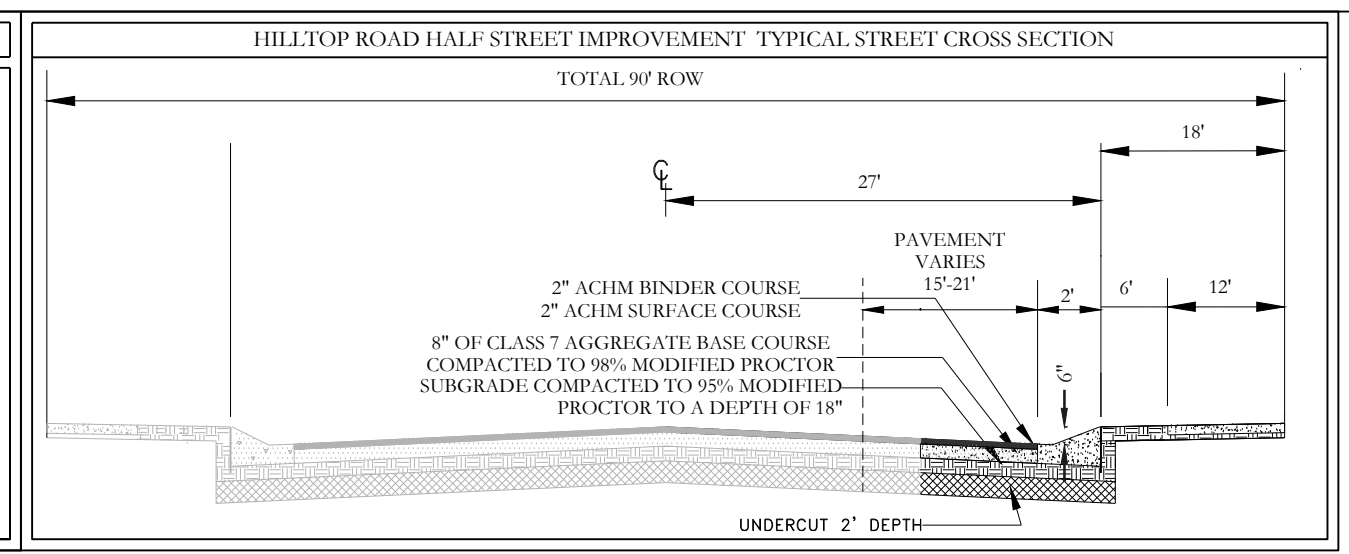 HILLTOP ROAD HALF STREET IMPROVEMENT TYPICAL STREET CROSS SECTION
TOTAL 90' ROW
18'
℄
27'
PAVEMENT
VARIES
15'-21'
2'
6'
12'
2" ACHM BINDER COURSE
2" ACHM SURFACE COURSE
8" OF CLASS 7 AGGREGATE BASE COURSE
COMPACTED TO 98% MODIFIED PROCTOR
SUBGRADE COMPACTED TO 95% MODIFIED
PROCTOR TO A DEPTH OF 18"
6"
UNDERCUT 2' DEPTH